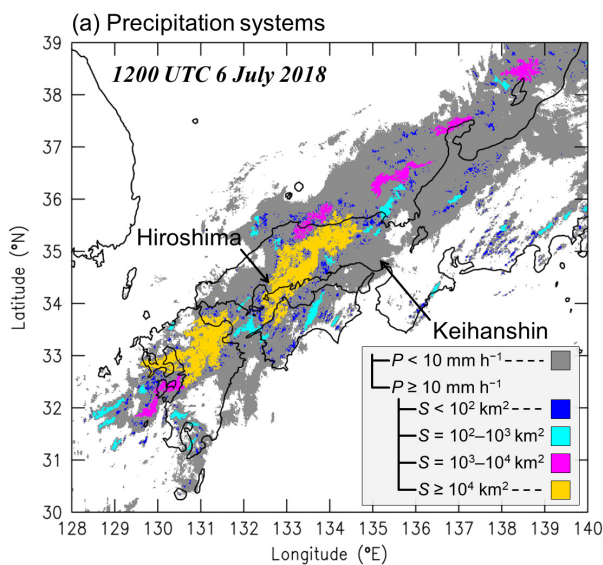 (a) Precipitation systems
39
1200 UTC 6 July 2018
38
37
36
Hiroshima
35
34
Keihanshin
33
P < 10 mm h⁻¹
P ≥ 10 mm h⁻¹
32
S < 10² km²
S = 10²–10³ km²
31
S = 10³–10⁴ km²
S ≥ 10⁴ km²
30
Latitude (°N)
128 129 130 131 132 133 134 135 136 137 138 139 140
Longitude (°E)